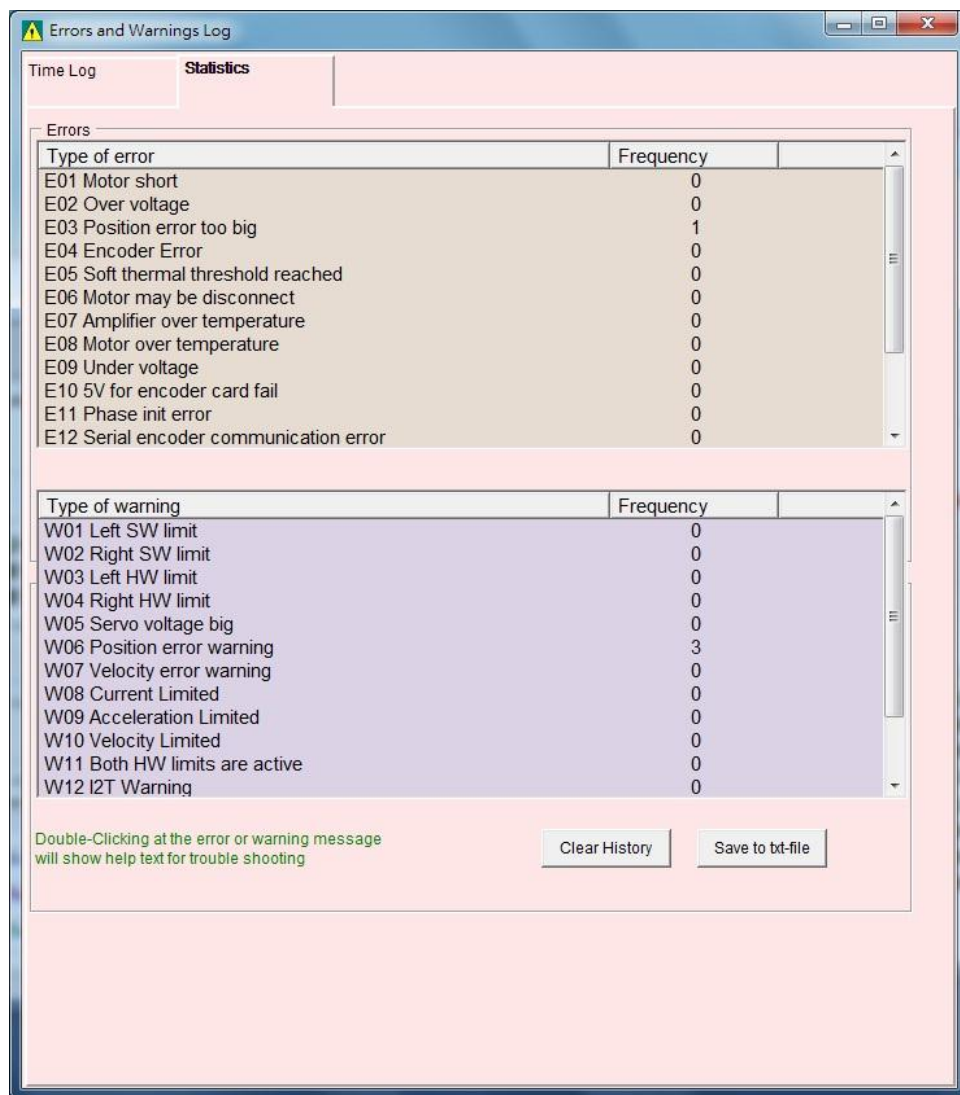 Errors and Warnings Log
Time Log Statistics
Errors
Type of error Frequency
E01 Motor short 0
E02 Over voltage 0
E03 Position error too big 1
E04 Encoder Error 0
E05 Soft thermal threshold reached 0
E06 Motor may be disconnect 0
E07 Amplifier over temperature 0
E08 Motor over temperature 0
E09 Under voltage 0
E10 5V for encoder card fail 0
E11 Phase init error 0
E12 Serial encoder communication error 0
Type of warning Frequency
W01 Left SW limit 0
W02 Right SW limit 0
W03 Left HW limit 0
W04 Right HW limit 0
W05 Servo voltage big 0
W06 Position error warning 3
W07 Velocity error warning 0
W08 Current Limited 0
W09 Acceleration Limited 0
W10 Velocity Limited 0
W11 Both HW limits are active 0
W12 I2T Warning 0
Double-Clicking at the error or warning message
will show help text for trouble shooting
Clear History Save to txt-file